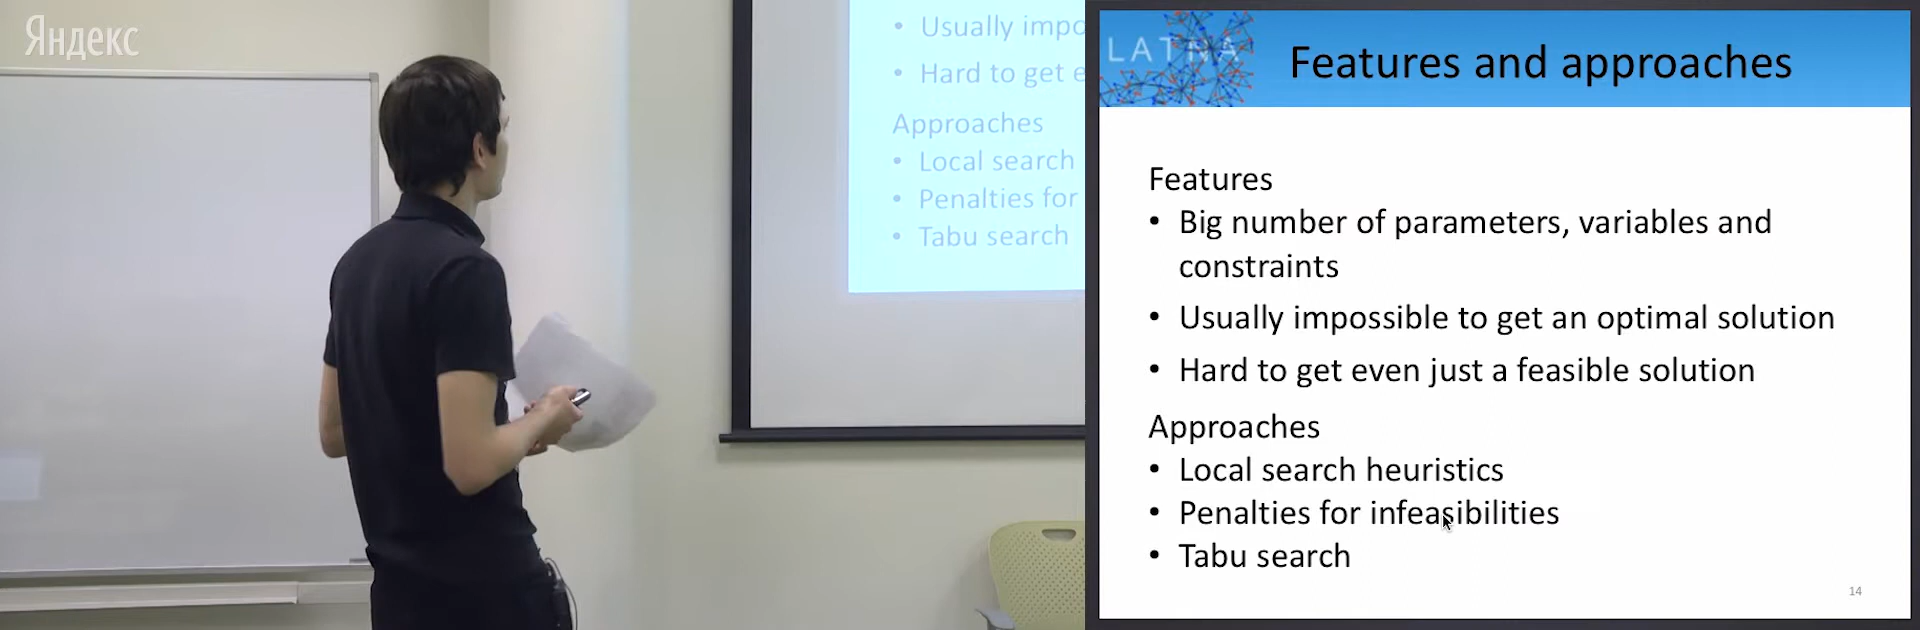 Яндекс
Usually impo
Hard to get e
Approaches
Local search
Penalties for
Tabu search
LATNA
Features and approaches
Features
• Big number of parameters, variables and
constraints
• Usually impossible to get an optimal solution
• Hard to get even just a feasible solution
Approaches
• Local search heuristics
• Penalties for infeasibilities
• Tabu search
14